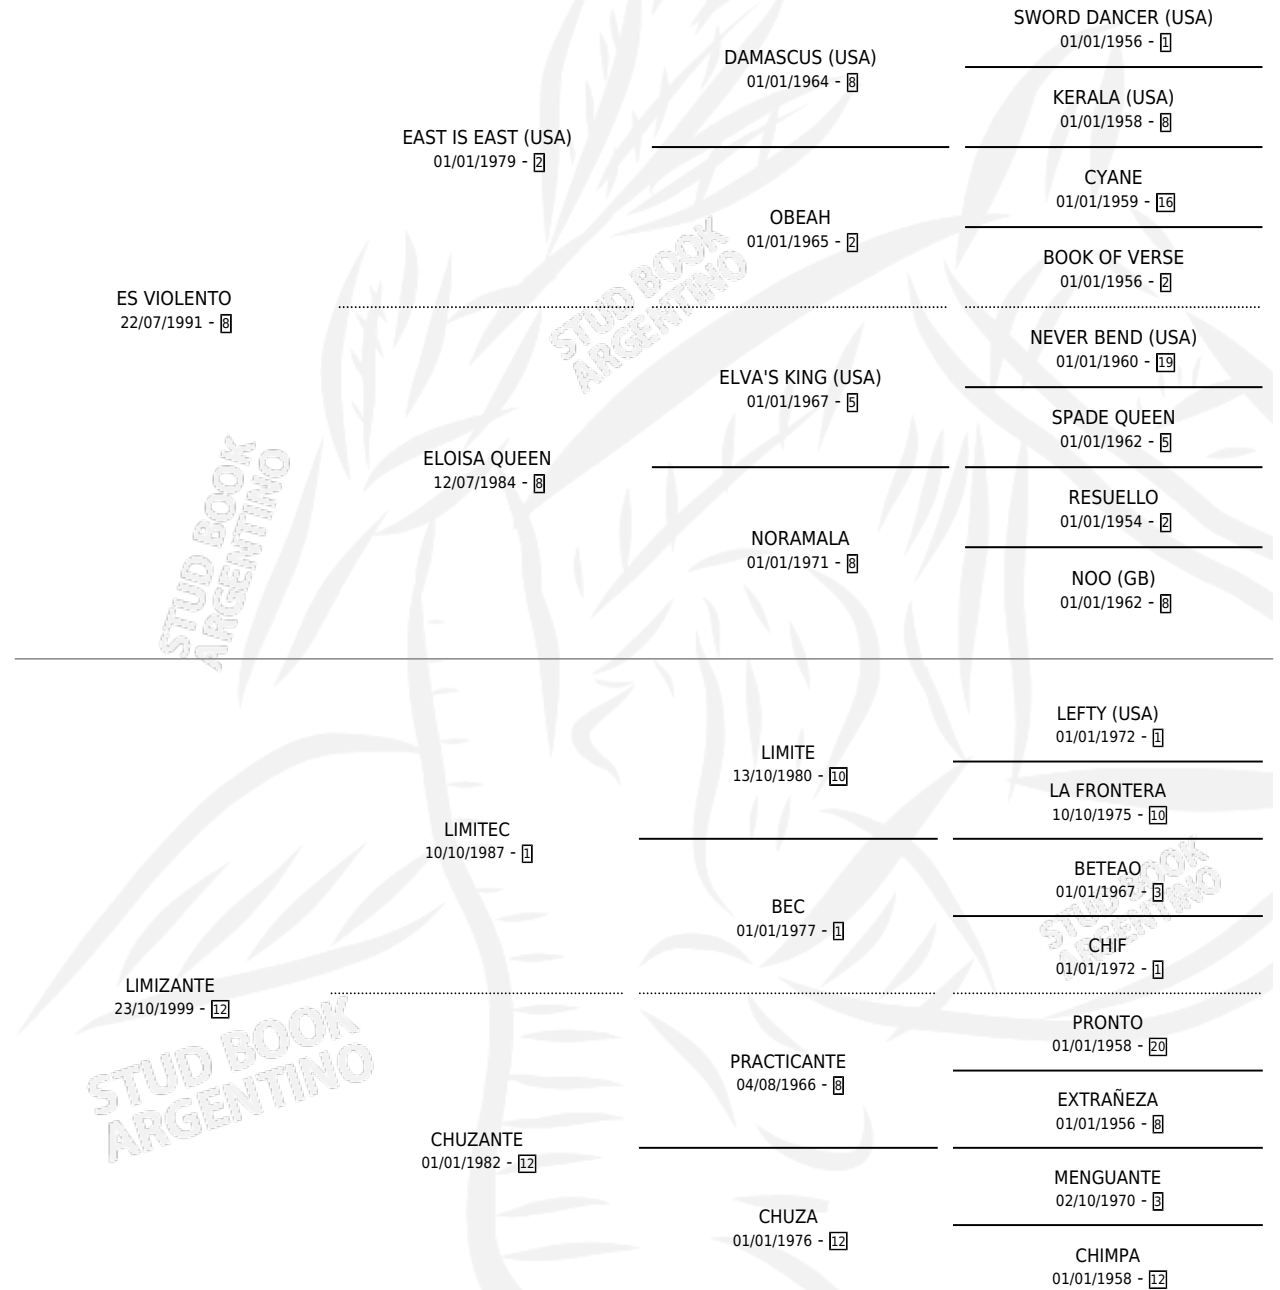 SWORD DANCER (USA)
01/01/1956 - 1
DAMASCUS (USA)
01/01/1964 - 8
KERALA (USA)
01/01/1958 - 8
EAST IS EAST (USA)
01/01/1979 - 2
CYANE
01/01/1959 - 16
OBEAH
01/01/1965 - 2
BOOK OF VERSE
01/01/1956 - 2
ES VIOLENTO
22/07/1991 - 8
STUD BOOK
ARGENTINO
NEVER BEND (USA)
01/01/1960 - 19
ELVA'S KING (USA)
01/01/1967 - 5
SPADE QUEEN
01/01/1962 - 5
ELOISA QUEEN
12/07/1984 - 8
RESUELLO
01/01/1954 - 2
NORAMALA
01/01/1971 - 8
NOO (GB)
01/01/1962 - 8
STUD BOOK
ARGENTINO
LEFTY (USA)
01/01/1972 - 1
LIMITE
13/10/1980 - 10
LA FRONTERA
10/10/1975 - 10
LIMITEC
10/10/1987 - 1
BETEAO
01/01/1967 - 3
BEC
01/01/1977 - 1
CHIF
01/01/1972 - 1
STUD BOOK
ARGENTINO
LIMIZANTE
23/10/1999 - 12
PRONTO
01/01/1958 - 20
PRACTICANTE
04/08/1966 - 8
EXTRAÑEZA
01/01/1956 - 8
STUD BOOK
ARGENTINO
CHUZANTE
01/01/1982 - 12
MENGUANTE
02/10/1970 - 3
CHUZA
01/01/1976 - 12
CHIMPA
01/01/1958 - 12